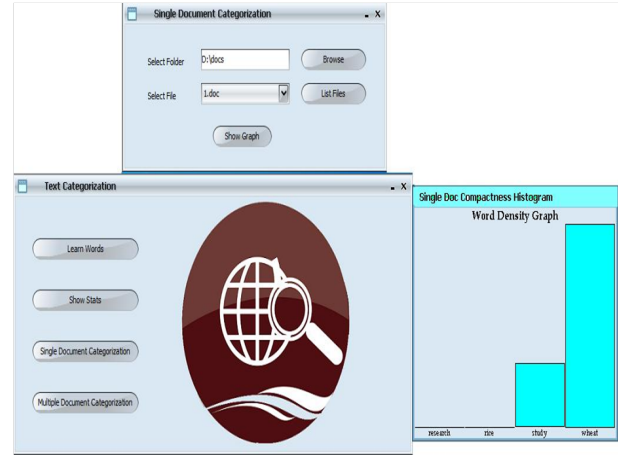 Single Document Categorization
Select Folder D:\docs Browse
Select File 1.doc List Files
Show Graph
Text Categorization
Learn Words
Show Stats
Single Document Categorization
Multiple Document Categorization
Single Doc Compactness Histogram
Word Density Graph
research rice study wheat